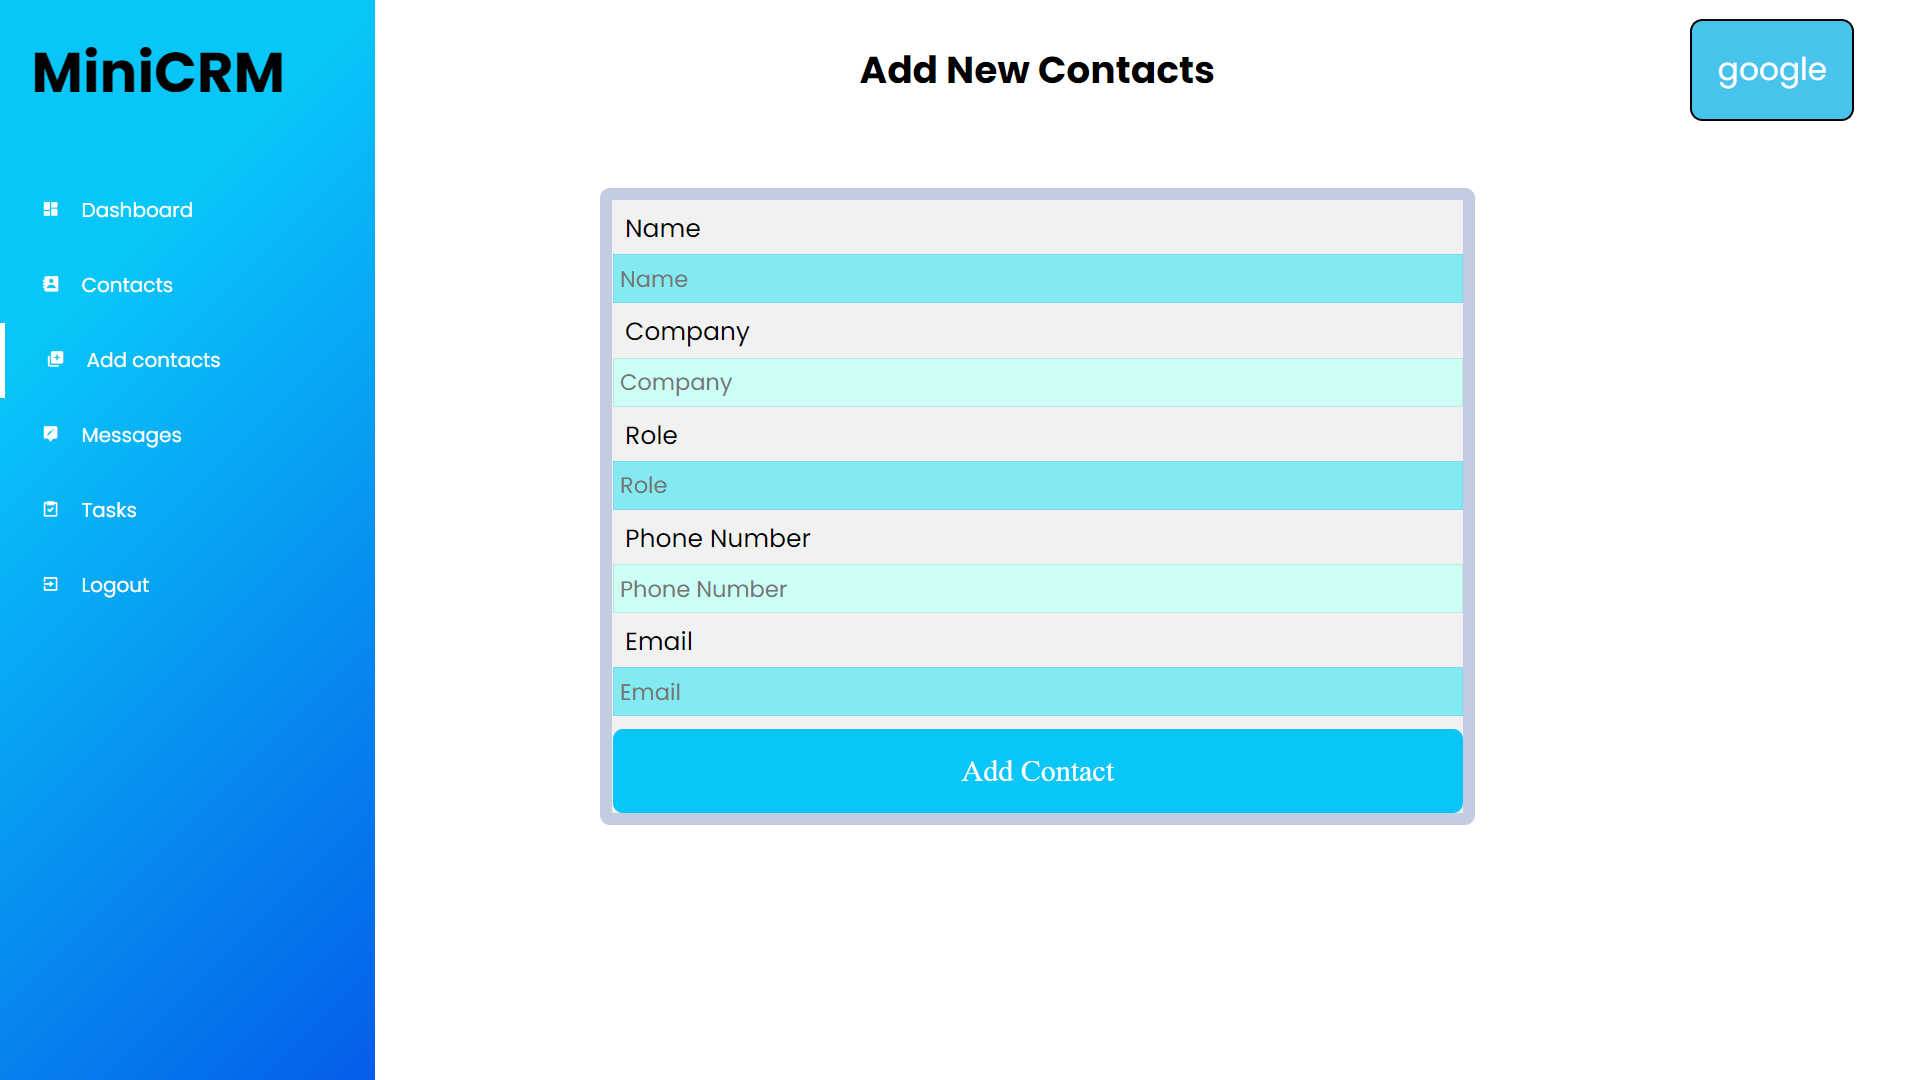 MiniCRM
Dashboard
Contacts
Add contacts
Messages
Tasks
Logout
Add New Contacts
google
Name
Name
Company
Company
Role
Role
Phone Number
Phone Number
Email
Email
Add Contact